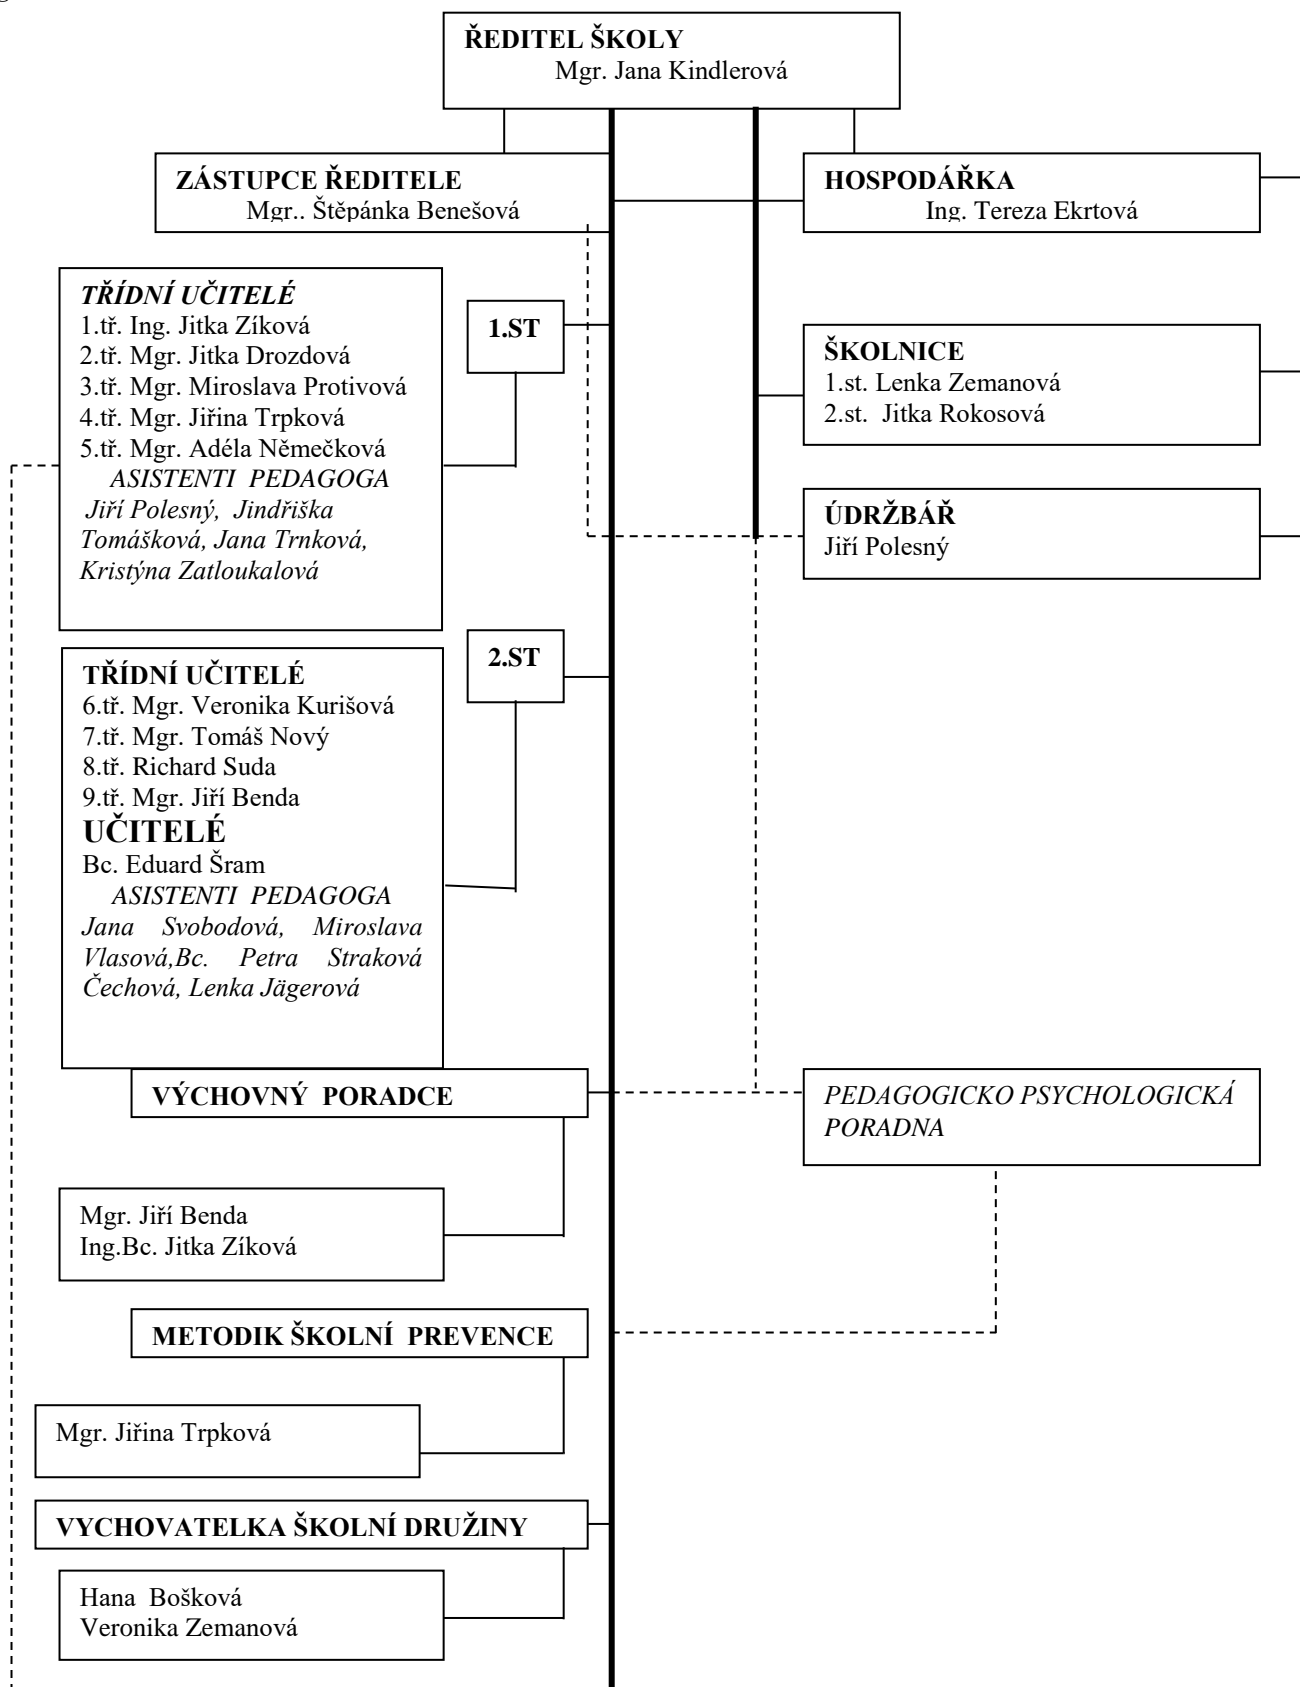 ŘEDITEL ŠKOLY
Mgr. Jana Kindlerová
ZÁSTUPCE ŘEDITELE
Mgr.. Štěpánka Benešová
HOSPODÁŘKA
Ing. Tereza Ekrtová
TŘÍDNÍ UČITELÉ
1.tř. Ing. Jitka Zíková
2.tř. Mgr. Jitka Drozdová
3.tř. Mgr. Miroslava Protivová
4.tř. Mgr. Jiřina Trpková
5.tř. Mgr. Adéla Němečková
ASISTENTI PEDAGOGA
Jiří Polesný, Jindřiška
Tomášková, Jana Trnková,
Kristýna Zatloukalová
1.ST
ŠKOLNICE
1.st. Lenka Zemanová
2.st. Jitka Rokosová
ÚDRŽBÁŘ
Jiří Polesný
2.ST
TŘÍDNÍ UČITELÉ
6.tř. Mgr. Veronika Kurišová
7.tř. Mgr. Tomáš Nový
8.tř. Richard Suda
9.tř. Mgr. Jiří Benda
UČITELÉ
Bc. Eduard Šram
ASISTENTI PEDAGOGA
Jana Svobodová, Miroslava
Vlasová,Bc. Petra Straková
Čechová, Lenka Jägerová
VÝCHOVNÝ PORADCE
PEDAGOGICKO PSYCHOLOGICKÁ
PORADNA
Mgr. Jiří Benda
Ing.Bc. Jitka Zíková
METODIK ŠKOLNÍ PREVENCE
Mgr. Jiřina Trpková
VYCHOVATELKA ŠKOLNÍ DRUŽINY
Hana Bošková
Veronika Zemanová